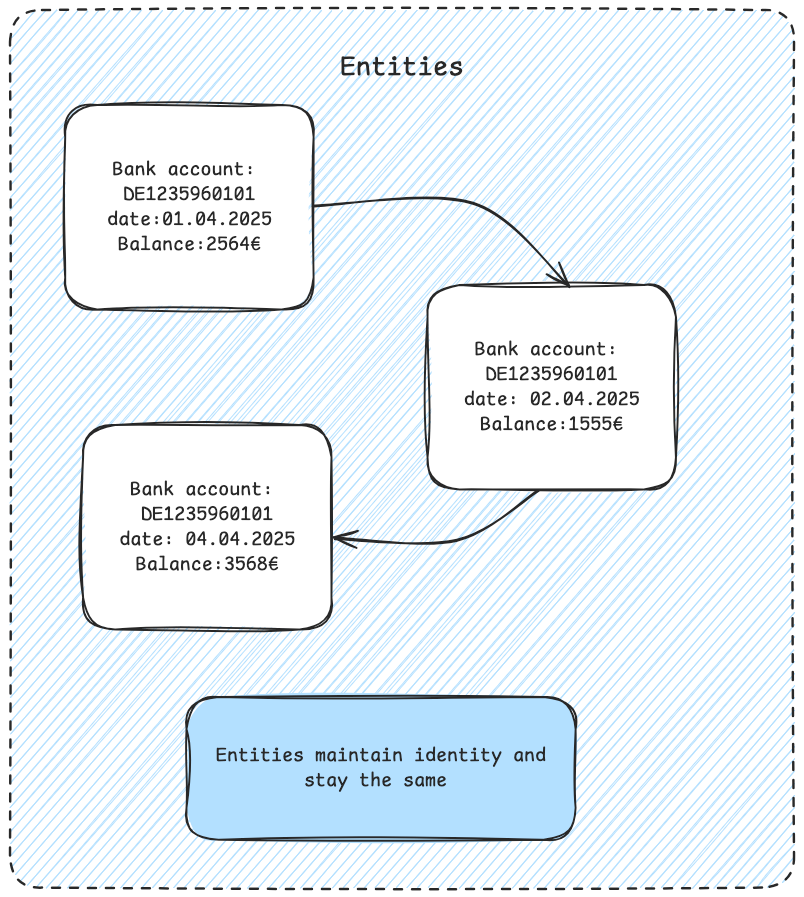 Entities
Bank account:
DE1235960101
date:01.04.2025
Balance:2564€
Bank account:
DE1235960101
date: 02.04.2025
Balance:1555€
Bank account:
DE1235960101
date: 04.04.2025
Balance:3568€
Entities maintain identity and
stay the same